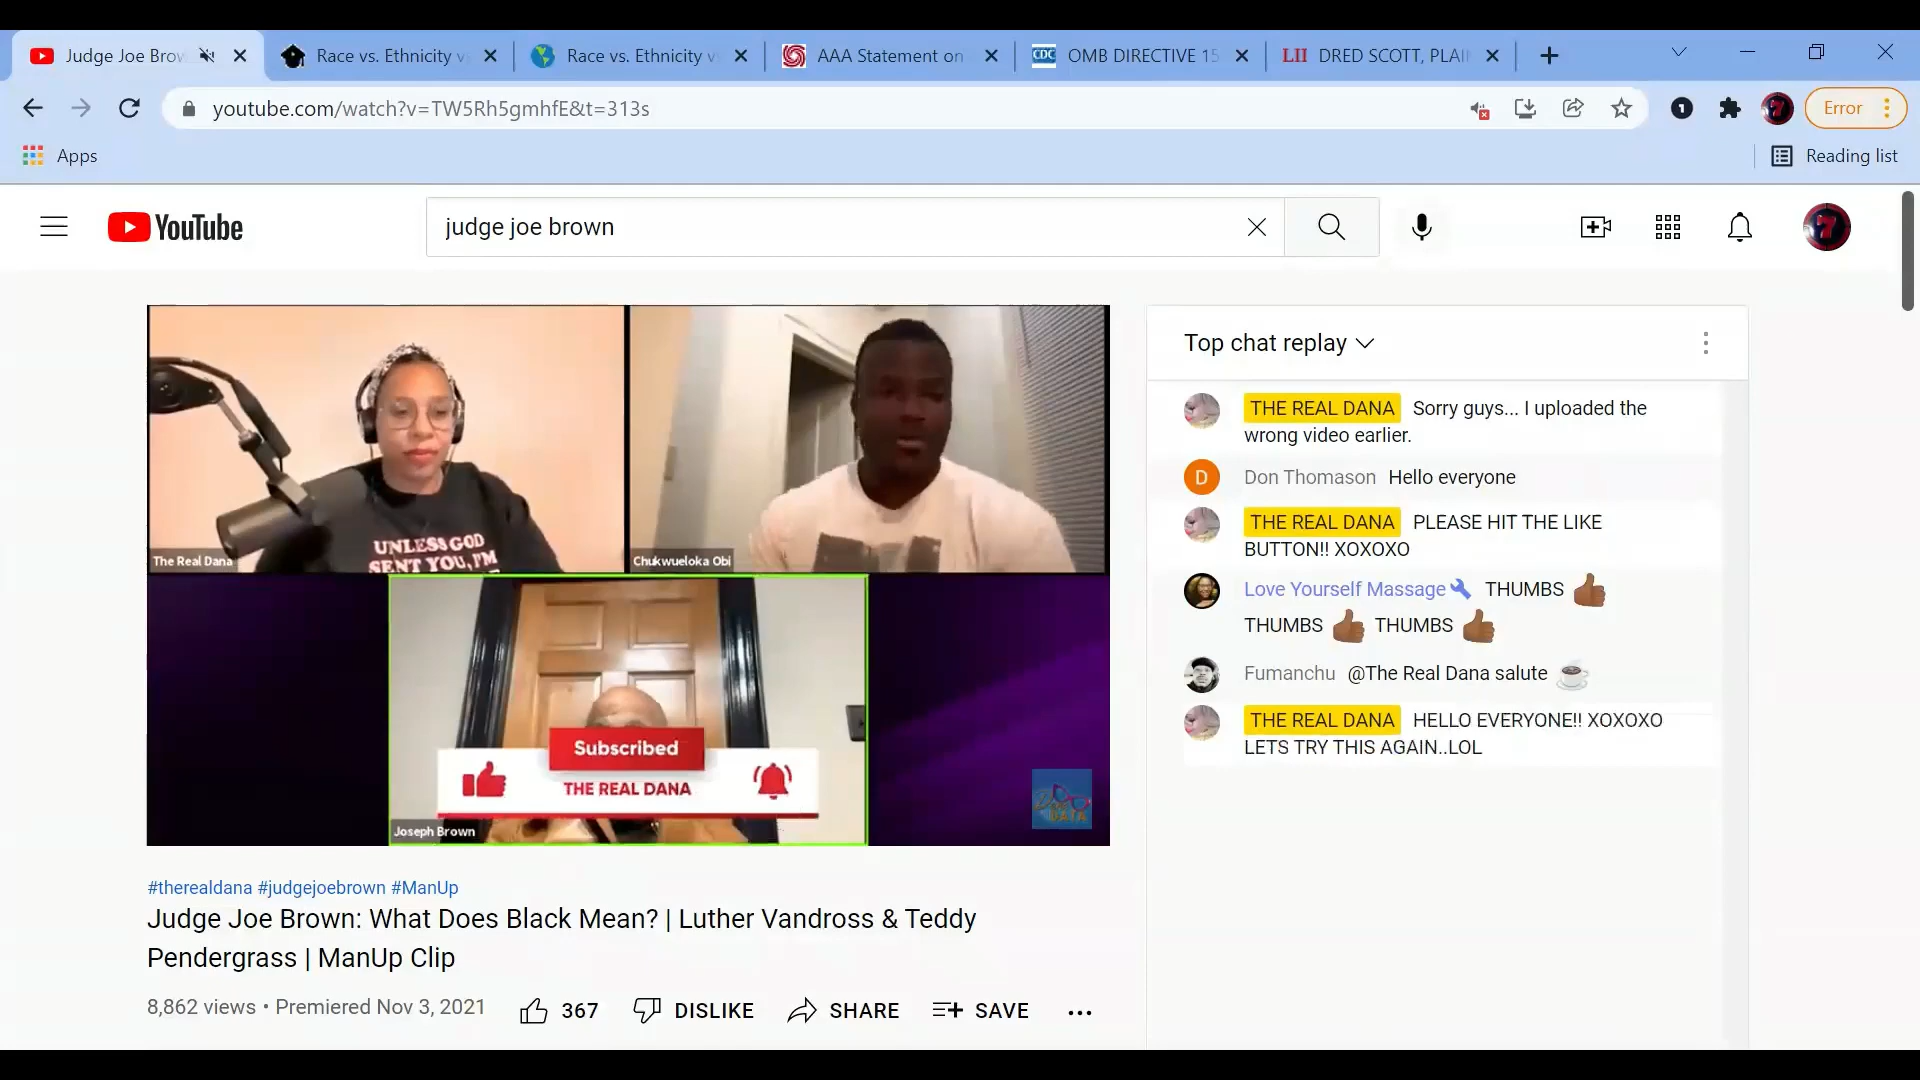 Judge Joe Brow
Race vs. Ethnicity v
Race vs. Ethnicity v
AAA Statement on
CDC
OMB DIRECTIVE 15
LII
DRED SCOTT, PLAI
youtube.com/watch?v=TW5Rh5gmhfE&t=313s
1
7
Error
Apps
Reading list
YouTube
judge joe brown
7
UNLESS GOD
SENT YOU, I'M
The Real Dana
Chukwueloka Obi
Subscribed
THE REAL DANA
DATA
Joseph Brown
#therealdana #judgejoebrown #ManUp
Judge Joe Brown: What Does Black Mean? | Luther Vandross & Teddy
Pendergrass | ManUp Clip
8,862 views • Premiered Nov 3, 2021
367
DISLIKE
SHARE
SAVE
Top chat replay
THE REAL DANA Sorry guys... I uploaded the
wrong video earlier.
D
Don Thomason Hello everyone
THE REAL DANA PLEASE HIT THE LIKE
BUTTON!! XOXOXO
Love Yourself Massage THUMBS
THUMBS THUMBS
Fumanchu @The Real Dana salute
THE REAL DANA HELLO EVERYONE!! XOXOXO
LETS TRY THIS AGAIN..LOL